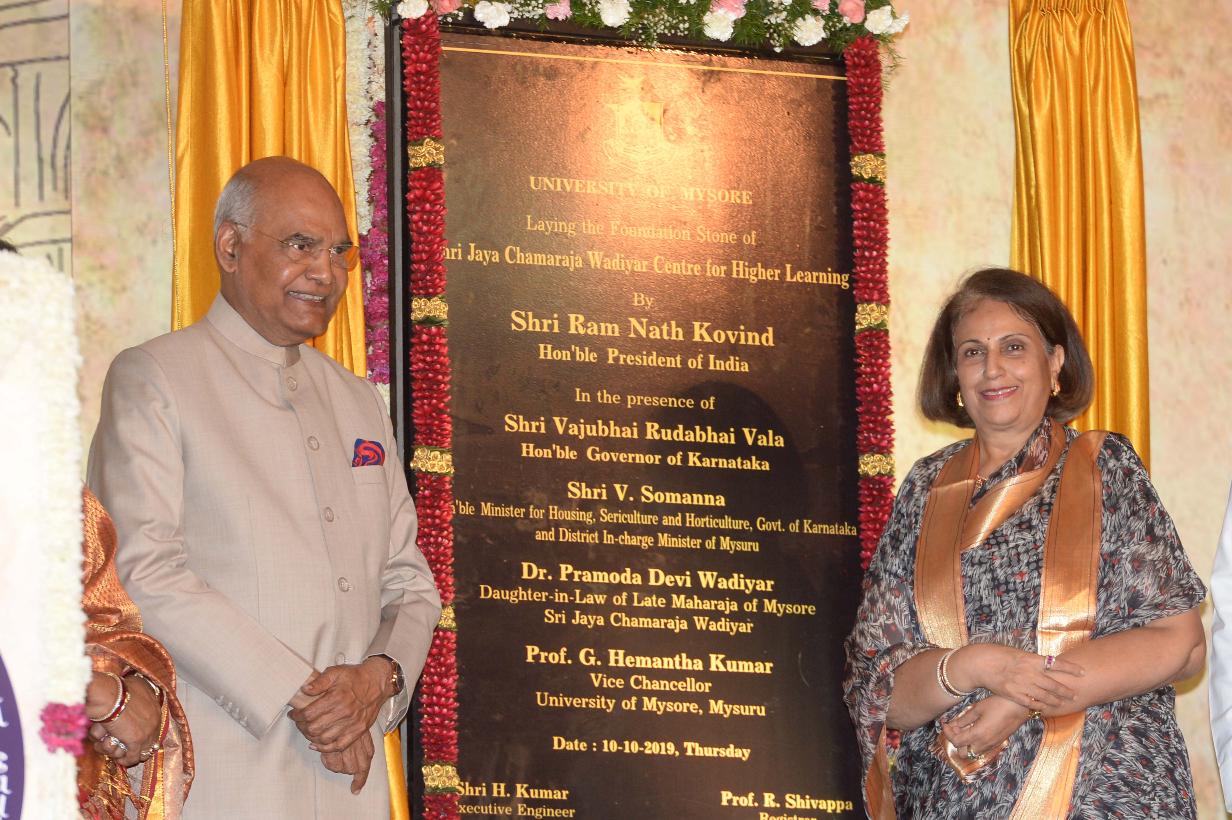 UNIVERSITY OF MYSORE
Laying the Foundation Stone of
ri Jaya Chamaraja Wadiyar Centre for Higher Learning
By
Shri Ram Nath Kovind
Hon'ble President of India
In the presence of
Shri Vajubhai Rudabhai Vala
Hon'ble Governor of Karnataka
Shri V. Somanna
'ble Minister for Housing, Sericulture and Horticulture, Govt. of Karnataka
and District In-charge Minister of Mysuru
Dr. Pramoda Devi Wadiyar
Daughter-in-Law of Late Maharaja of Mysore
Sri Jaya Chamaraja Wadiyar
Prof. G. Hemantha Kumar
Vice Chancellor
University of Mysore, Mysuru
Date : 10-10-2019, Thursday
Shri H. Kumar
xecutive Engineer
Prof. R. Shivappa
Registrar